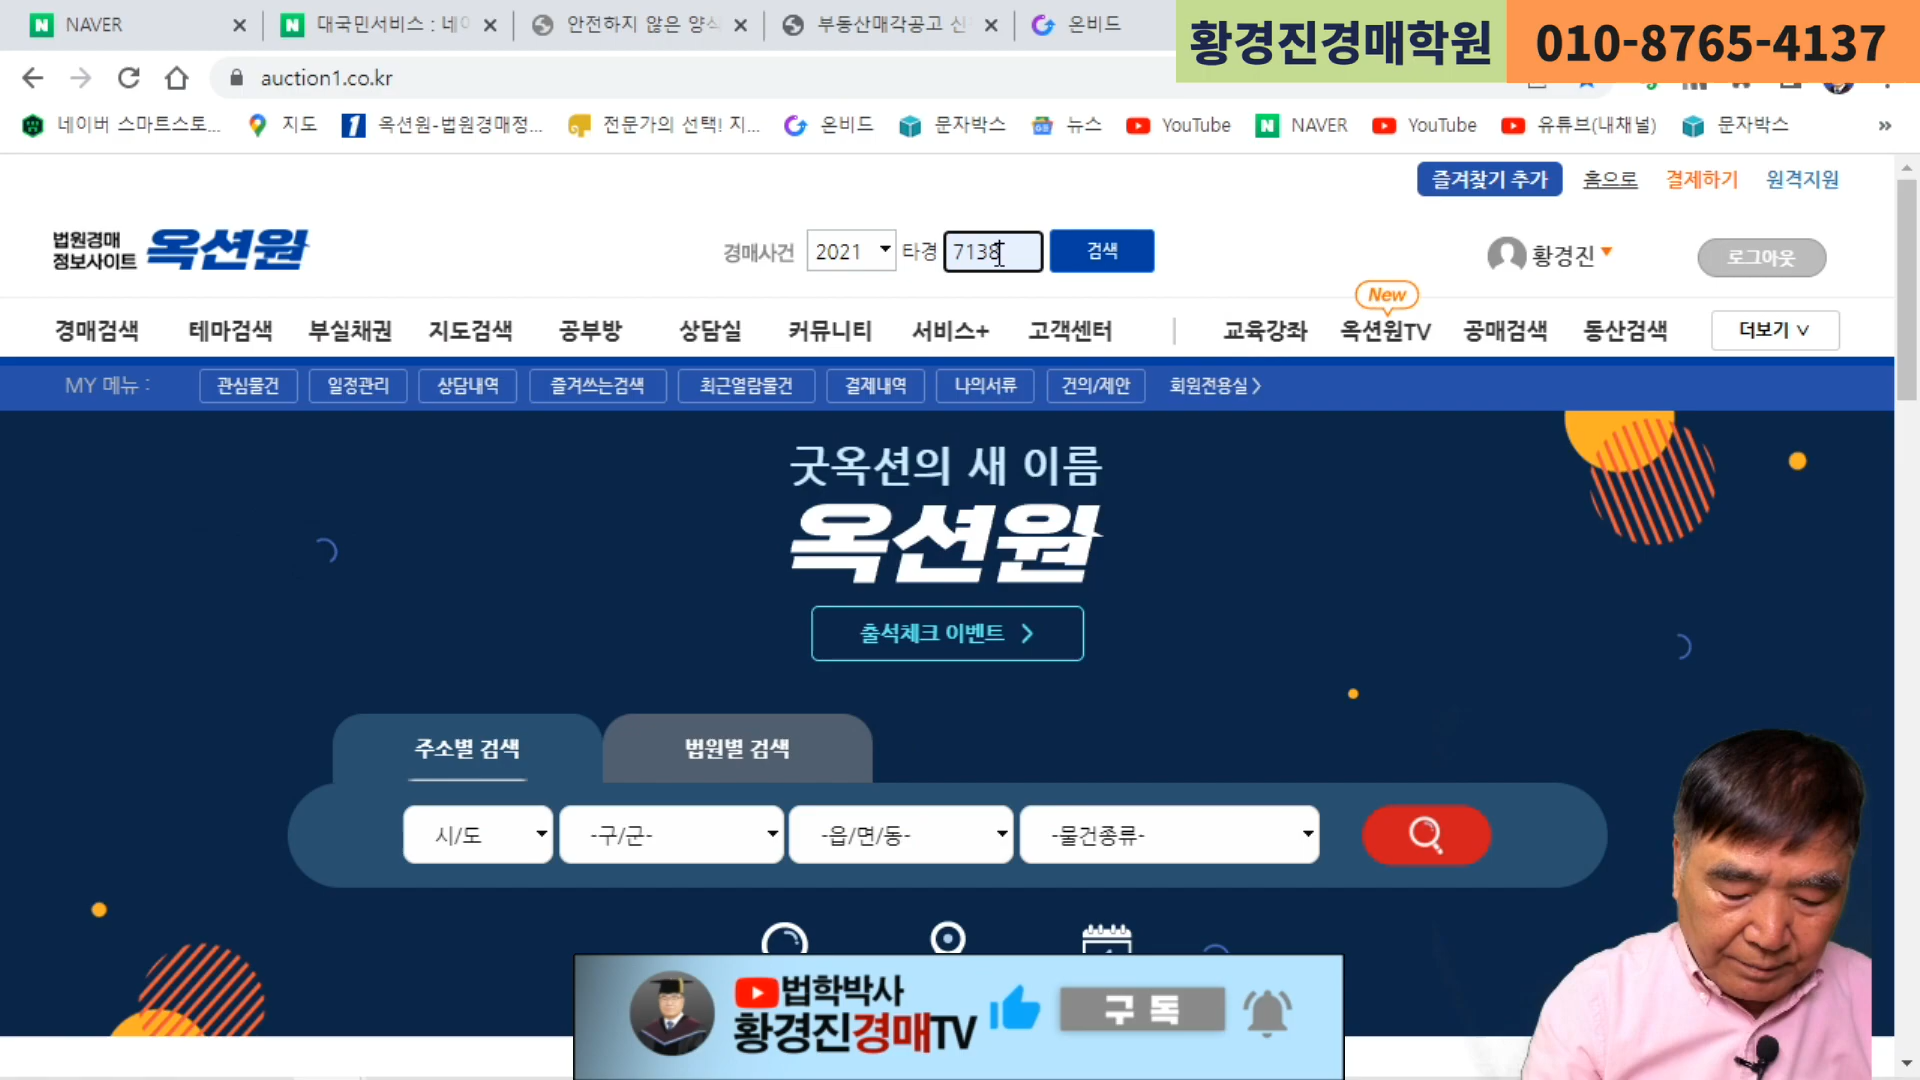 NAVER
대국민서비스 : 네이
안전하지 않은 양식
부동산매각공고 신
온비드
황경진경매학원
010-8765-4137
auction1.co.kr
네이버 스마트스토...
지도
옥션원-법원경매정...
전문가의 선택! 지...
온비드
문자박스
뉴스
YouTube
NAVER
YouTube
유튜브(내채널)
문자박스
즐겨찾기 추가
홈으로
결제하기
원격지원
법원경매
정보사이트
옥션원
경매사건
2021
타경
7138
검색
황경진
로그아웃
New
경매검색
테마검색
부실채권
지도검색
공부방
상담실
커뮤니티
서비스+
고객센터
교육강좌
옥션원TV
공매검색
동산검색
더보기 ∨
MY 메뉴 :
관심물건
일정관리
상담내역
즐겨쓰는검색
최근열람물건
결제내역
나의서류
건의/제안
회원전용실 >
굿옥션의 새 이름
옥션원
출석체크 이벤트 >
주소별 검색
법원별 검색
시/도
-구/군-
-읍/면/동-
-물건종류-
법학박사
황경진경매TV
구독